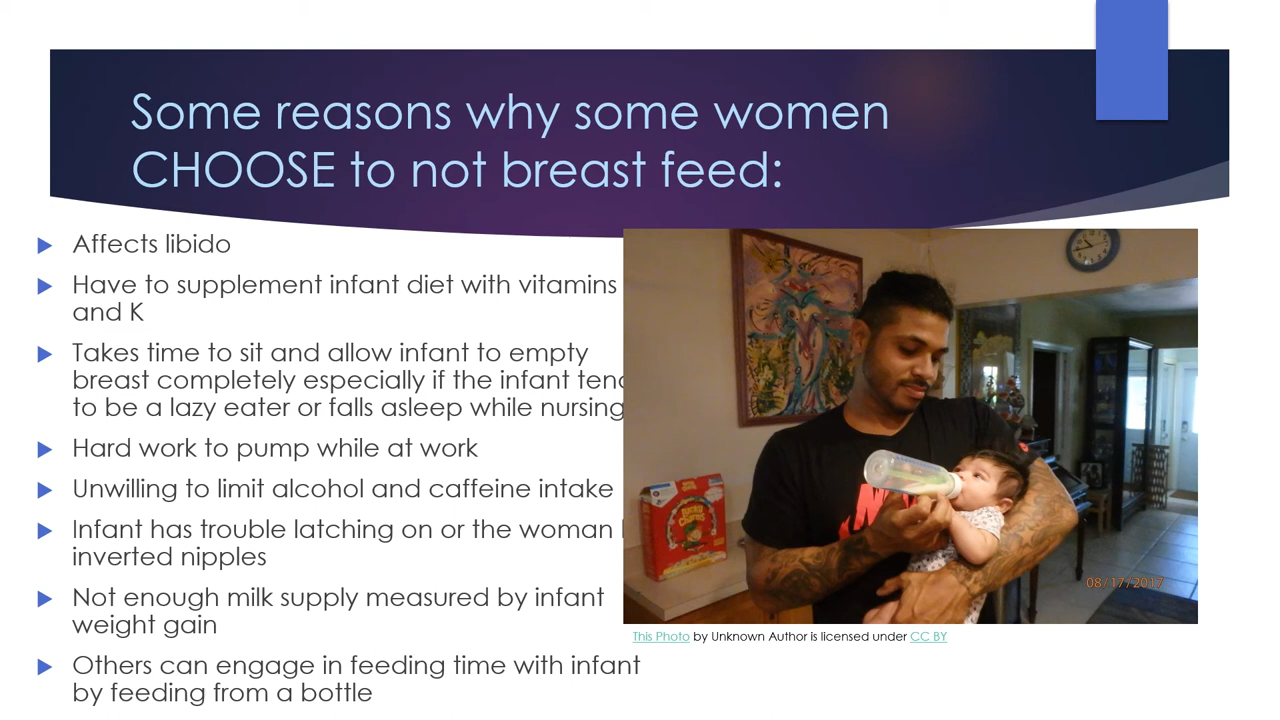 Some reasons why some women
CHOOSE to not breast feed:
Affects libido
Have to supplement infant diet with vitamins
and K
Takes time to sit and allow infant to empty
breast completely especially if the infant
to be a lazy eater or falls asleep while nursing
Hard work to pump while at work
Unwilling to limit alcohol and caffeine intake
Infant has trouble latching on or the woman
inverted nipples
Not enough milk supply measured by infant
weight gain
Others can engage in feeding time with infant
by feeding from a bottle
Lucky
Charms
08/17/2017
This Photo by Unknown Author is licensed under CC BY